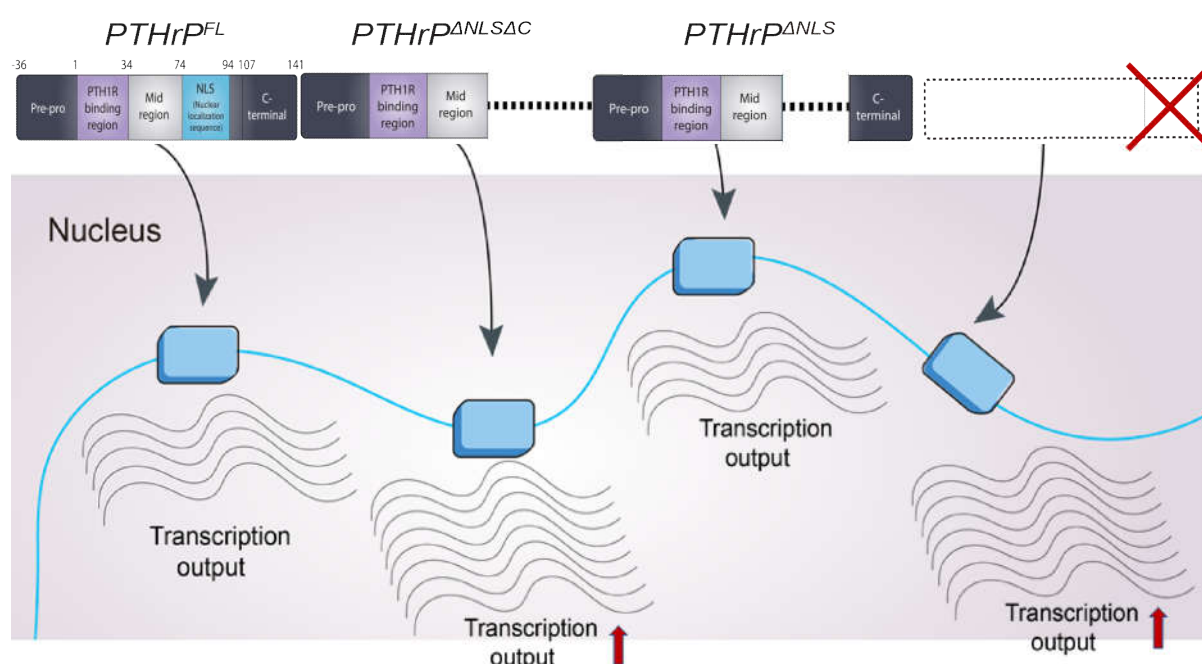 PTHrP^FL PTHrP^ΔNLSΔC PTHrP^ΔNLS
-36 1 34 74 94 107 141
Pre-pro
PTH1R
binding
region
Mid
region
NLS
(Nuclear
localization
sequence)
C-
terminal
Pre-pro
PTH1R
binding
region
Mid
region
Pre-pro
PTH1R
binding
region
Mid
region
C-
terminal
Nucleus
Transcription
output
Transcription
output
Transcription
output
Transcription
output